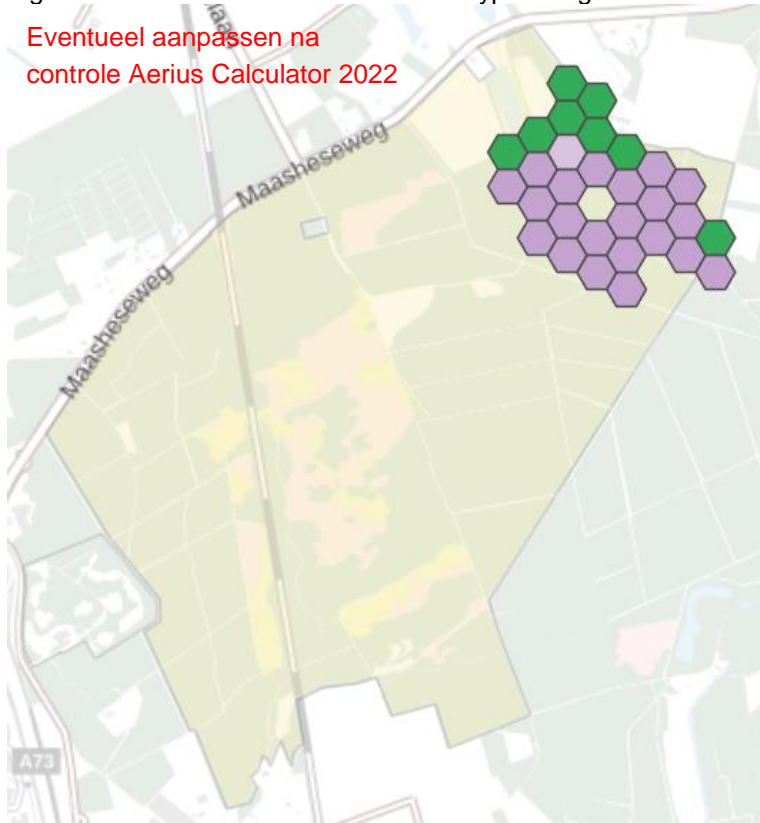 Eventueel aanpassen na
controle Aerius Calculator 2022
Maasheseweg
Maasheseweg
A73